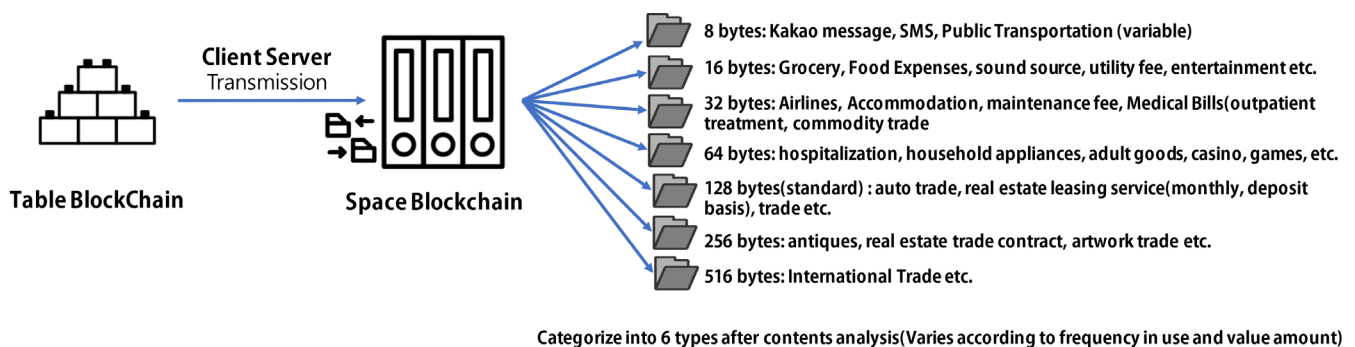 Client Server
Transmission
Table BlockChain
Space Blockchain
8 bytes: Kakao message, SMS, Public Transportation (variable)
16 bytes: Grocery, Food Expenses, sound source, utility fee, entertainment etc.
32 bytes: Airlines, Accommodation, maintenance fee, Medical Bills(outpatient
treatment, commodity trade
64 bytes: hospitalization, household appliances, adult goods, casino, games, etc.
128 bytes(standard) : auto trade, real estate leasing service(monthly, deposit
basis), trade etc.
256 bytes: antiques, real estate trade contract, artwork trade etc.
516 bytes: International Trade etc.
Categorize into 6 types after contents analysis(Varies according to frequency in use and value amount)